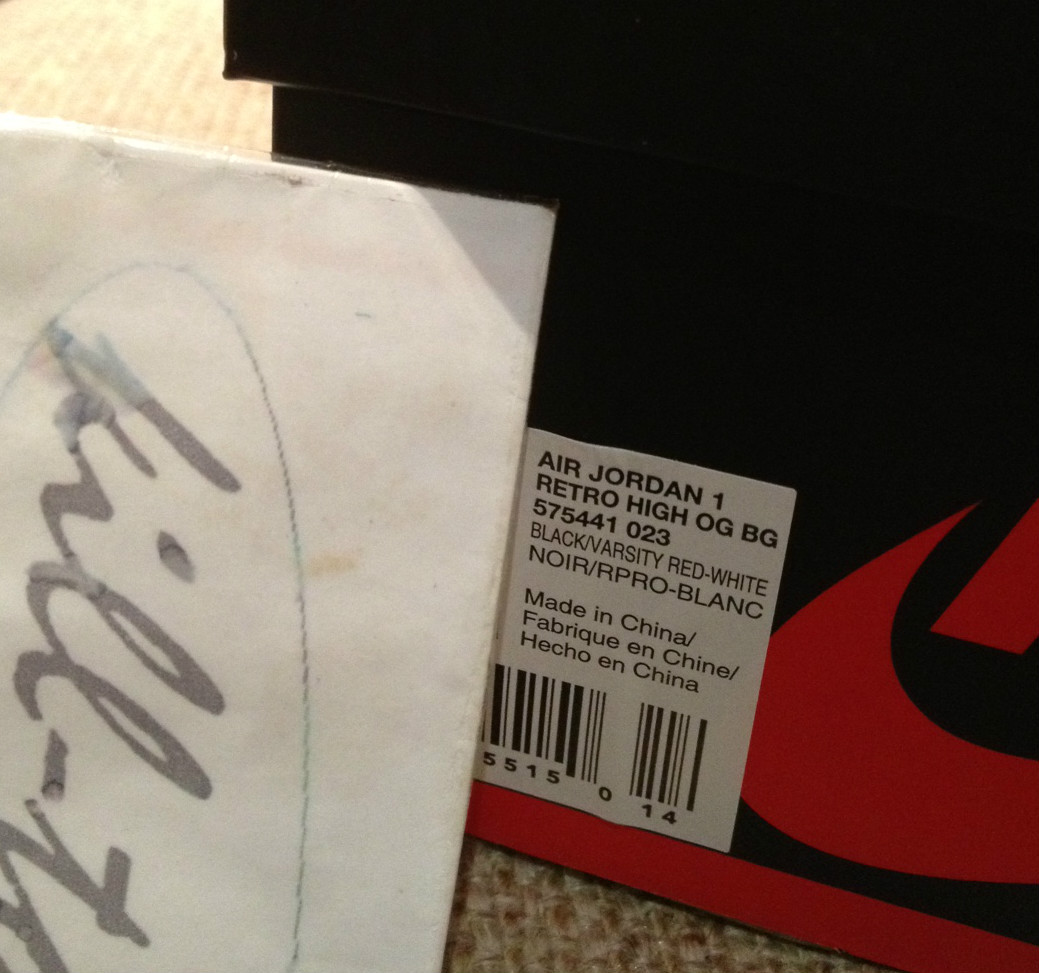 kill-
AIR JORDAN 1
RETRO HIGH OG BG
575441 023
BLACK/VARSITY RED-WHITE
NOIR/RPRO-BLANC
Made in China/
Fabrique en Chine/
Hecho en China
5515 0 14